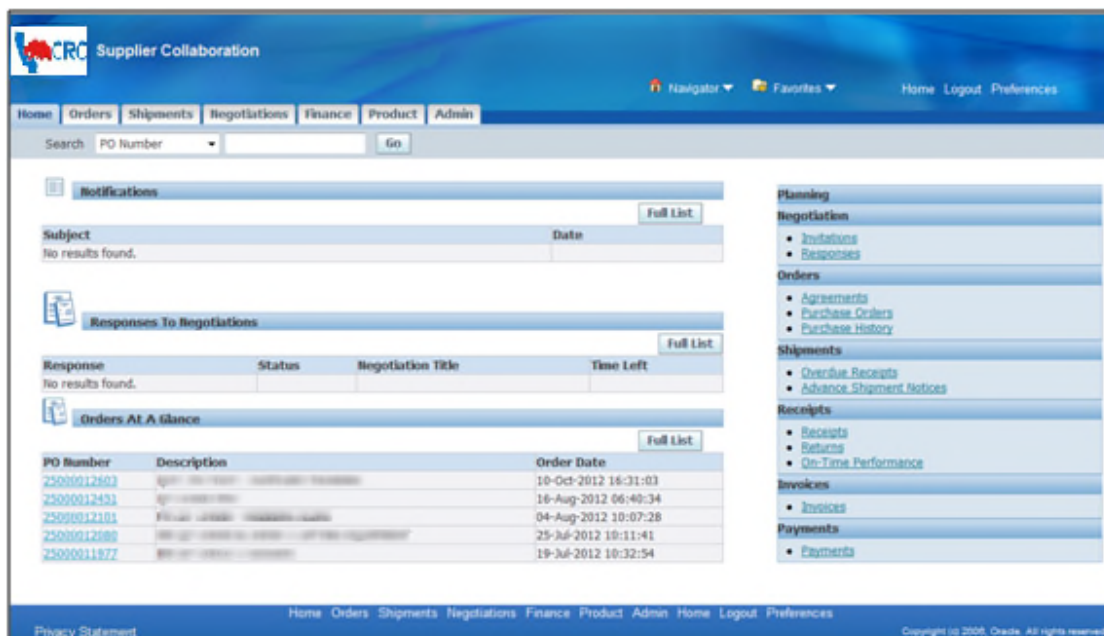 CRC Supplier Collaboration
Navigator Favorites Home Logout Preferences
Home Orders Shipments Negotiations Finance Product Admin
Search PO Number Go
Notifications
Full List
Subject Date
No results found.
Responses To Negotiations
Full List
Response Status Negotiation Title Time Left
No results found.
Orders At A Glance
Full List
PO Number Description Order Date
25000012603 10-Oct-2012 16:31:03
25000012431 16-Aug-2012 06:40:34
25000012101 04-Aug-2012 10:07:28
25000012080 25-Jul-2012 10:11:41
25000011977 19-Jul-2012 10:32:54
Planning
Negotiation
Invitations
Responses
Orders
Agreements
Purchase Orders
Purchase History
Shipments
Overdue Receipts
Advance Shipment Notices
Receipts
Receipts
Returns
On-Time Performance
Invoices
Invoices
Payments
Payments
Home Orders Shipments Negotiations Finance Product Admin Home Logout Preferences
Privacy Statement
Copyright (c) 2006, Oracle. All rights reserved.